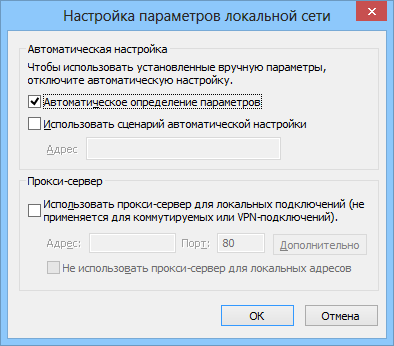 Настройка параметров локальной сети
Автоматическая настройка
Чтобы использовать установленные вручную параметры,
отключите автоматическую настройку.
Автоматическое определение параметров
Использовать сценарий автоматической настройки
Адрес
Прокси-сервер
Использовать прокси-сервер для локальных подключений (не
применяется для коммутируемых или VPN-подключений).
Адрес: Порт: 80 Дополнительно
Не использовать прокси-сервер для локальных адресов
ОК Отмена